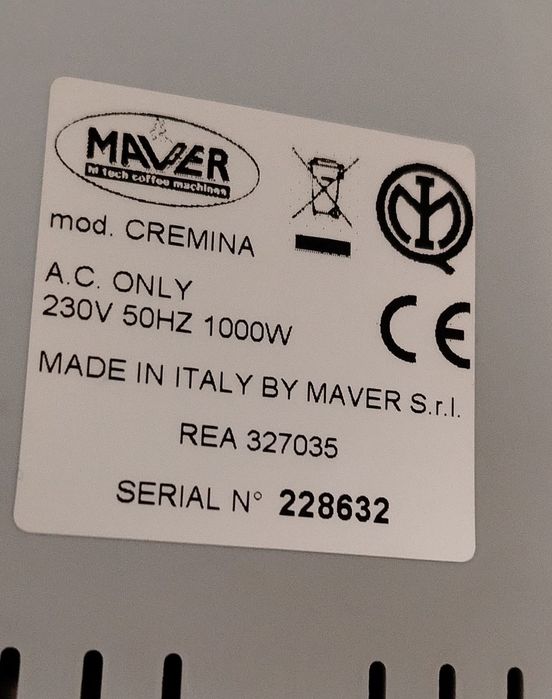 MAVER
hi tech coffee machines
mod. CREMINA
A.C. ONLY
230V 50HZ 1000W
CE
MADE IN ITALY BY MAVER S.r.l.
REA 327035
SERIAL N° 228632